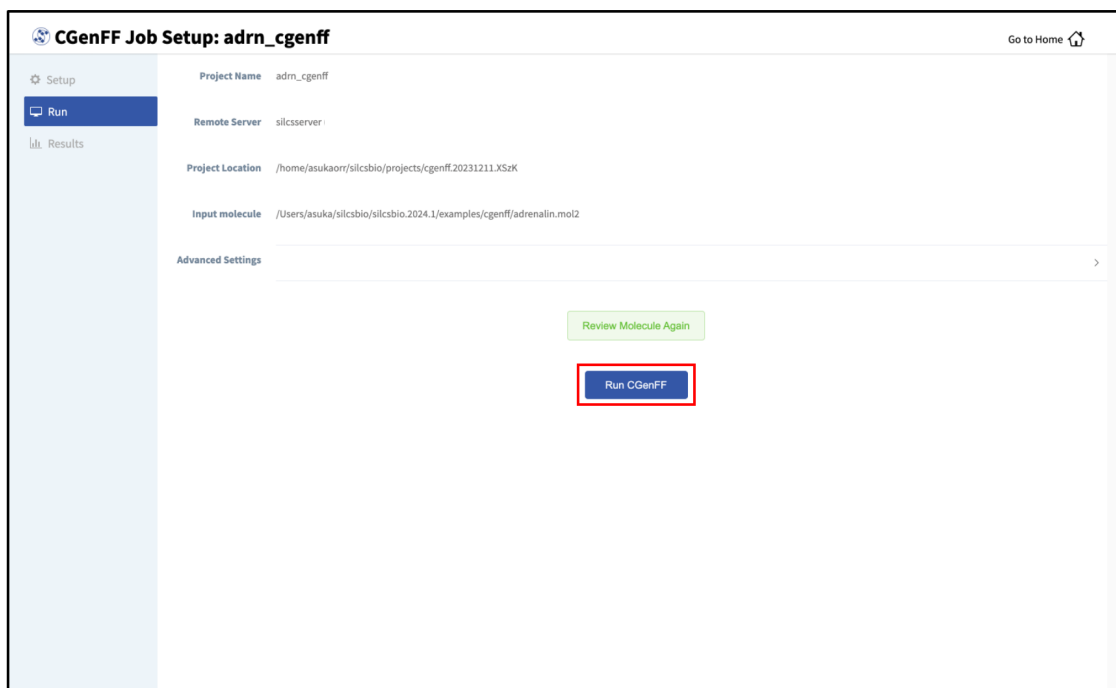 CGenFF Job Setup: adrn_cgenff
Go to Home
Setup
Run
Results
Project Name adrn_cgenff
Remote Server silcsserver
Project Location /home/asukaorr/silcsbio/projects/cgenff.20231211.XSzK
Input molecule /Users/asuka/silcsbio/silcsbio.2024.1/examples/cgenff/adrenalin.mol2
Advanced Settings
Review Molecule Again
Run CGenFF